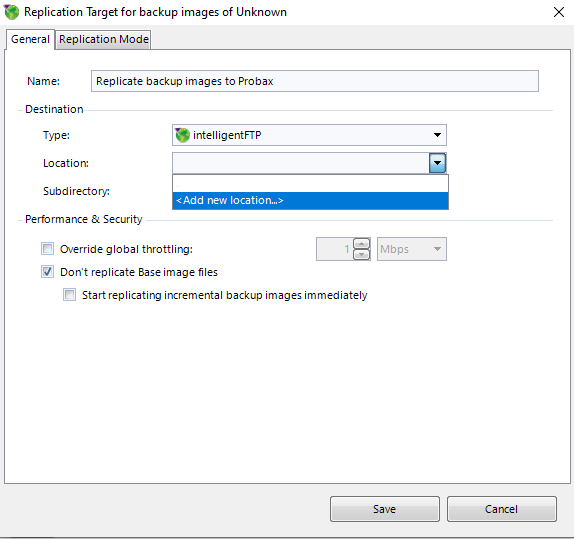 Replication Target for backup images of Unknown
General Replication Mode
Name: Replicate backup images to Probax
Destination
Type: intelligentFTP
Location:
Subdirectory: <Add new location...>
Performance & Security
Override global throttling: 1 Mbps
Don't replicate Base image files
Start replicating incremental backup images immediately
Save Cancel